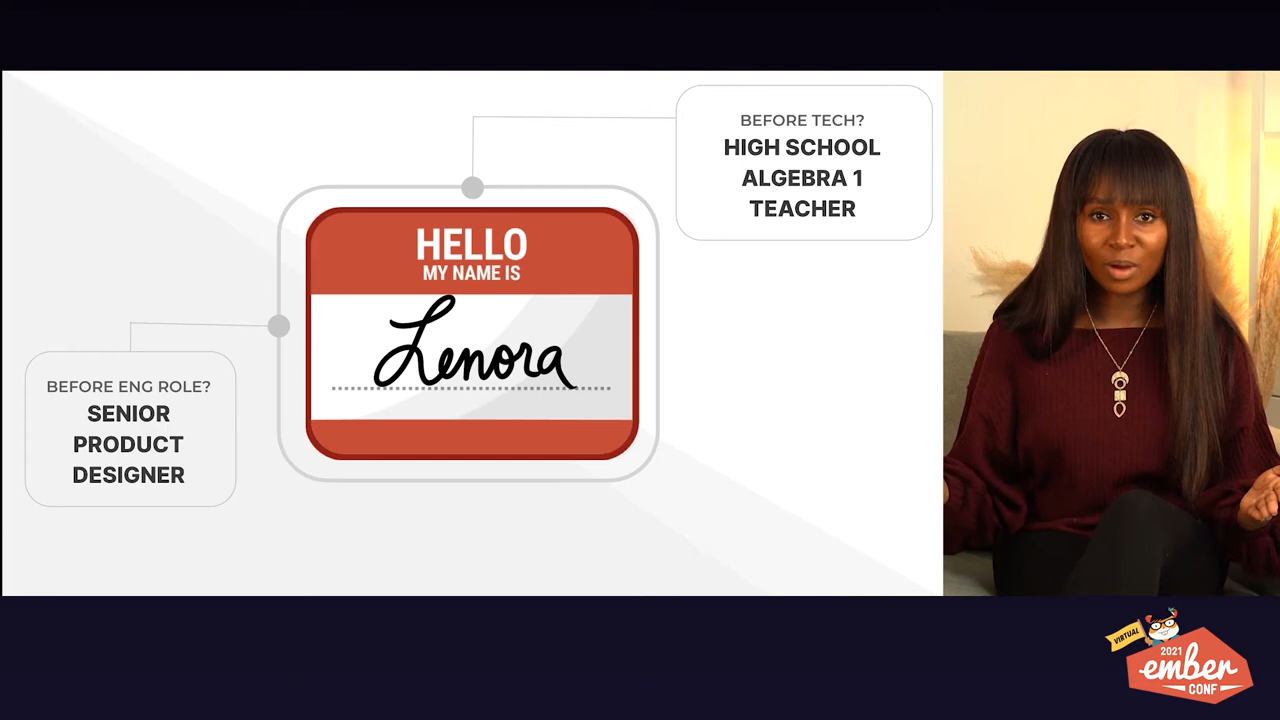 BEFORE TECH?
HIGH SCHOOL
ALGEBRA 1
TEACHER
HELLO
MY NAME IS
Lenora
BEFORE ENG ROLE?
SENIOR
PRODUCT
DESIGNER
VIRTUAL
2021
ember
CONF